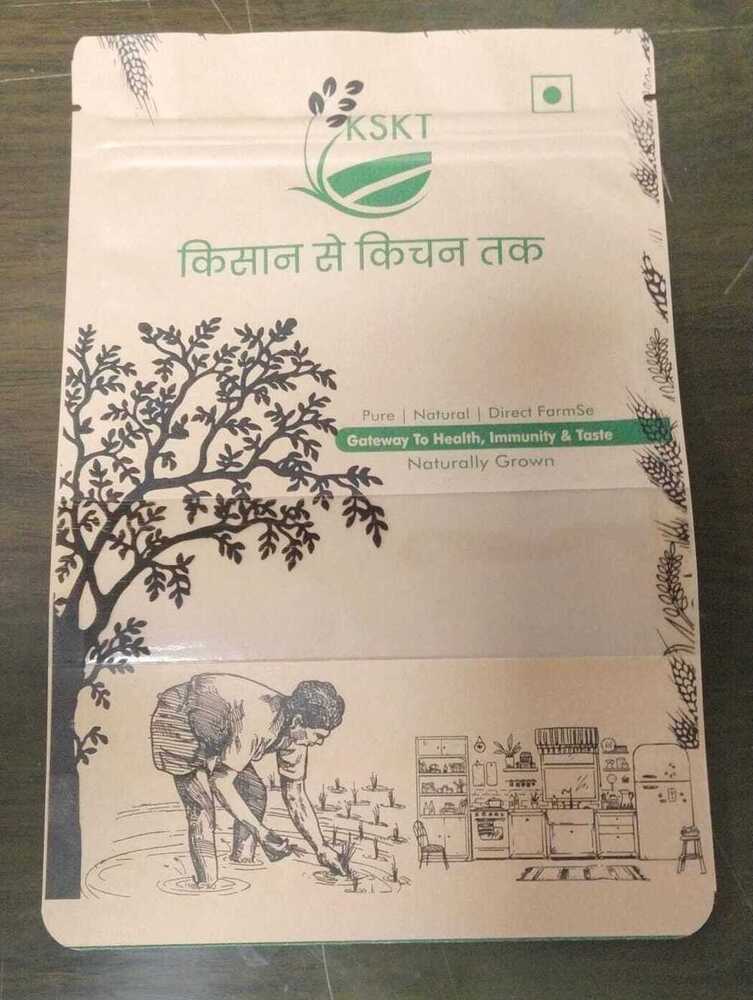 KSKT
किसान से किचन तक
Pure | Natural | Direct FarmSe
Gateway To Health, Immunity & Taste
Naturally Grown